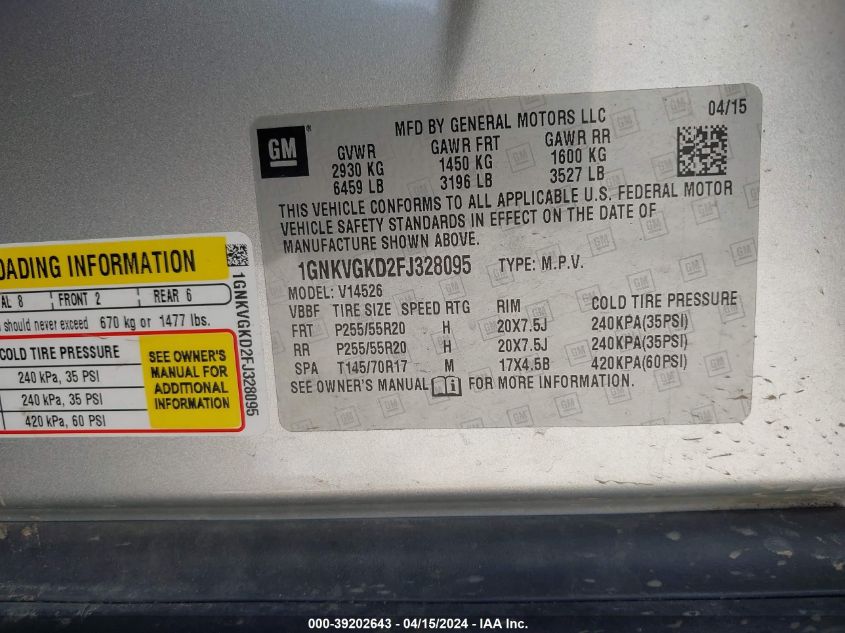 04/15
MFD BY GENERAL MOTORS LLC
GM
GVWR GAWR FRT GAWR RR
2930 KG 1450 KG 1600 KG
6459 LB 3196 LB 3527 LB
THIS VEHICLE CONFORMS TO ALL APPLICABLE U.S. FEDERAL MOTOR
VEHICLE SAFETY STANDARDS IN EFFECT ON THE DATE OF
MANUFACTURE SHOWN ABOVE.
1GNKVGKD2FJ328095 TYPE: M.P.V.
MODEL: V14526
VBBF TIRE SIZE SPEED RTG RIM COLD TIRE PRESSURE
FRT P255/55R20 H 20X7.5J 240KPA(35PSI)
RR P255/55R20 H 20X7.5J 240KPA(35PSI)
SPA T145/70R17 M 17X4.5B 420KPA(60PSI)
SEE OWNER'S MANUAL FOR MORE INFORMATION.
OADING INFORMATION
AL 8 FRONT 2 REAR 6
should never exceed 670 kg or 1477 lbs.
COLD TIRE PRESSURE
240 kPa, 35 PSI
240 kPa, 35 PSI
420 kPa, 60 PSI
SEE OWNER'S
MANUAL FOR
ADDITIONAL
INFORMATION
1GNKVGKD2FJ328095
000-39202643 - 04/15/2024 - IAA Inc.